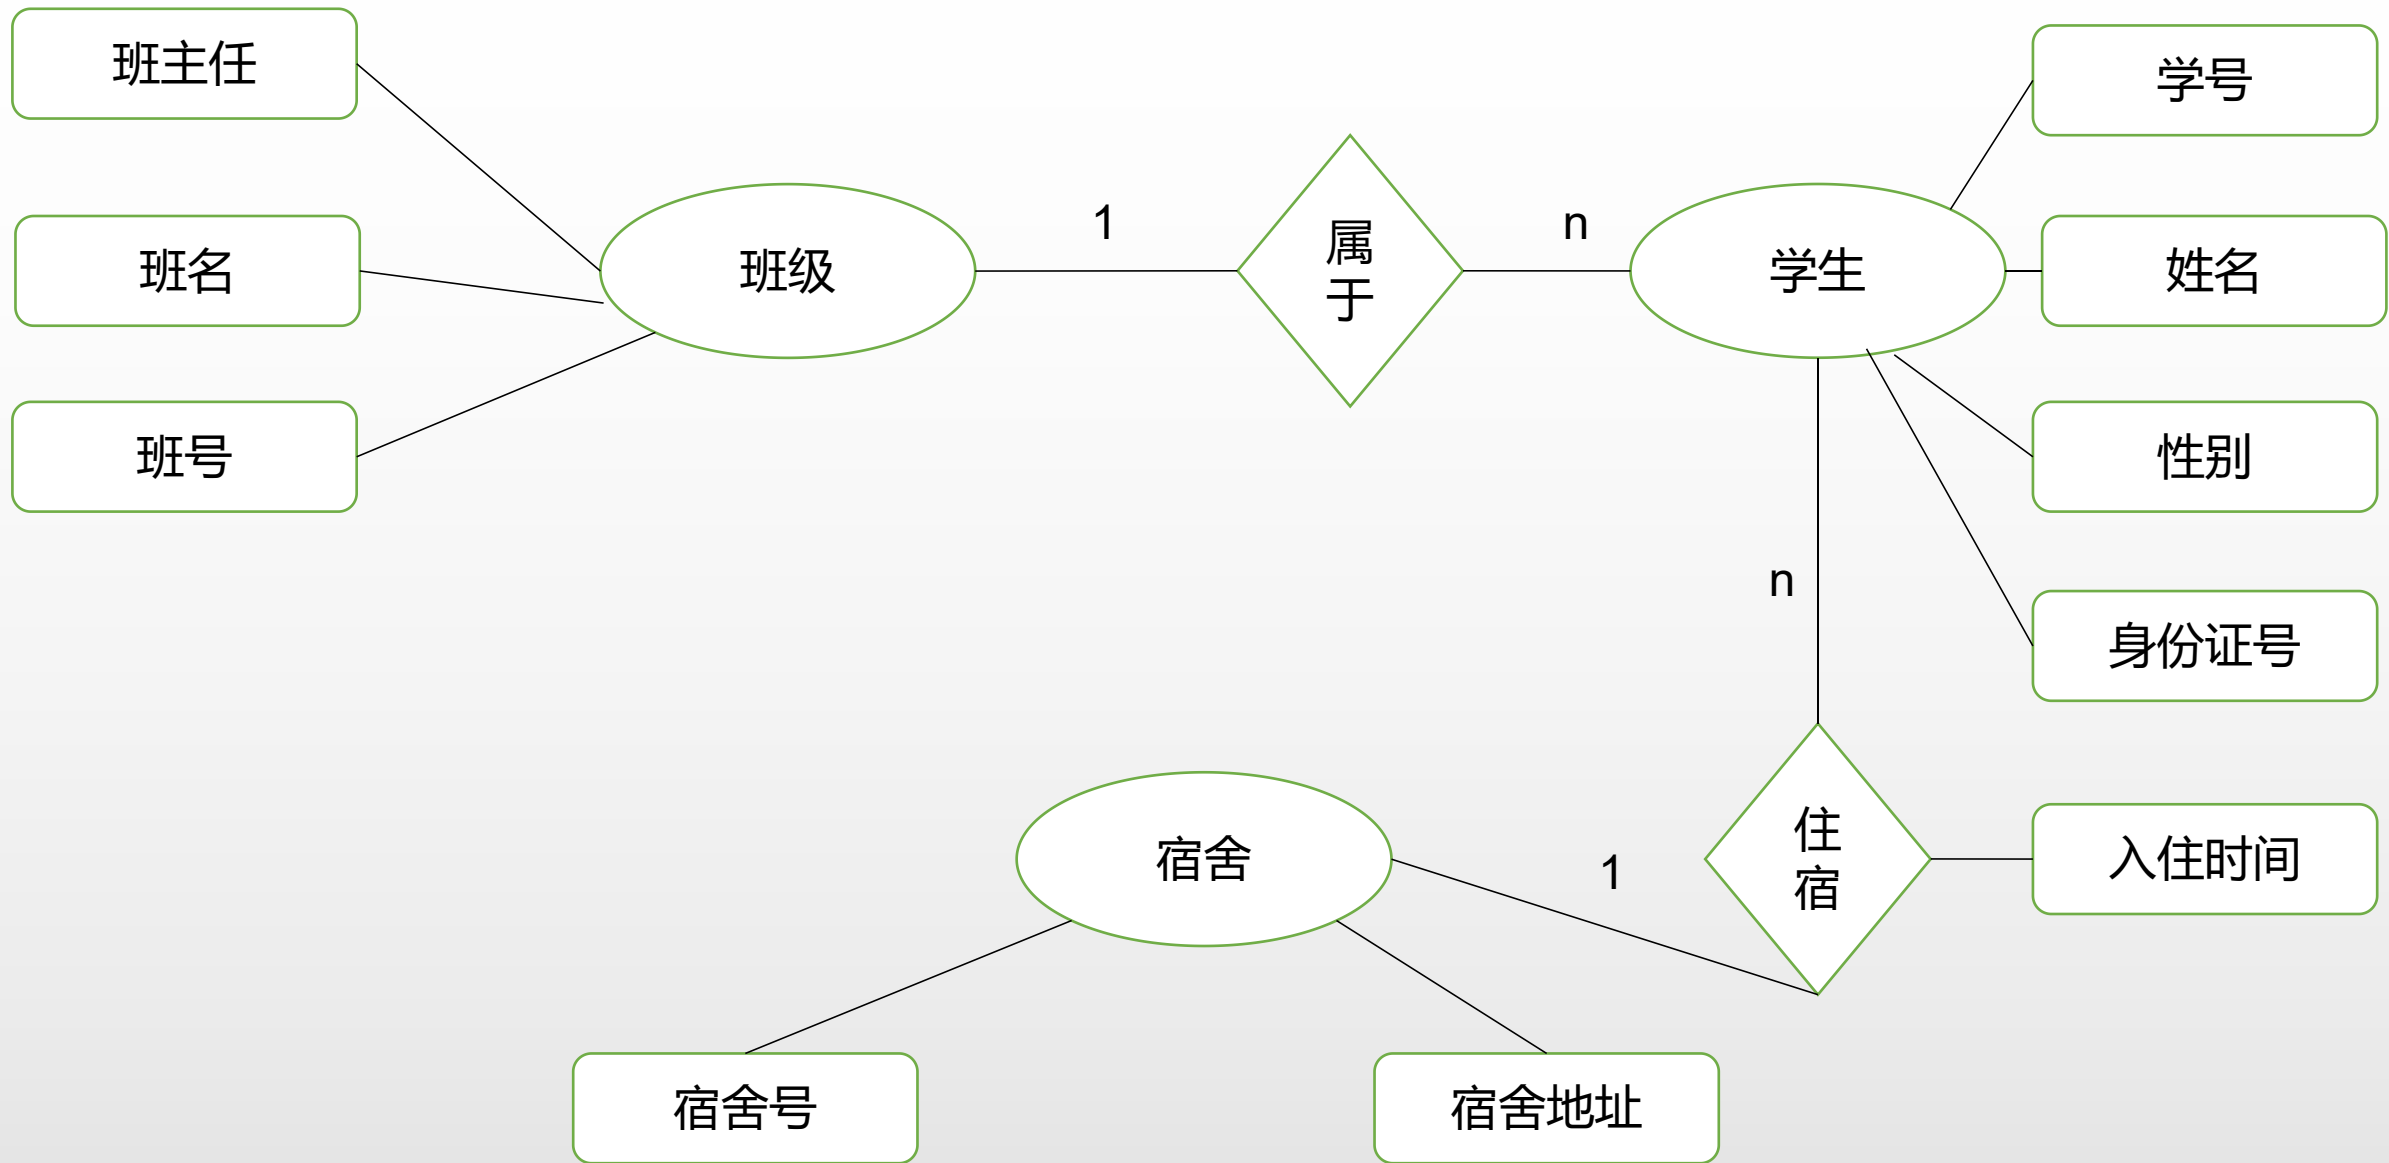 班主任
学号
1
n
属
于
班名
班级
学生
姓名
班号
性别
n
身份证号
住
宿
宿舍
1
入住时间
宿舍号
宿舍地址